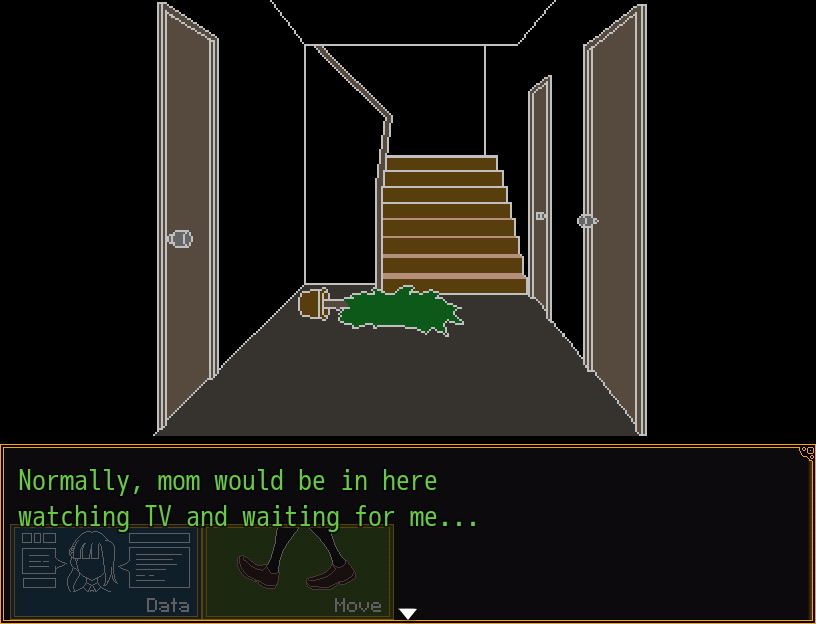 Normally, mom would be in here
watching TV and waiting for me...
Data
Move